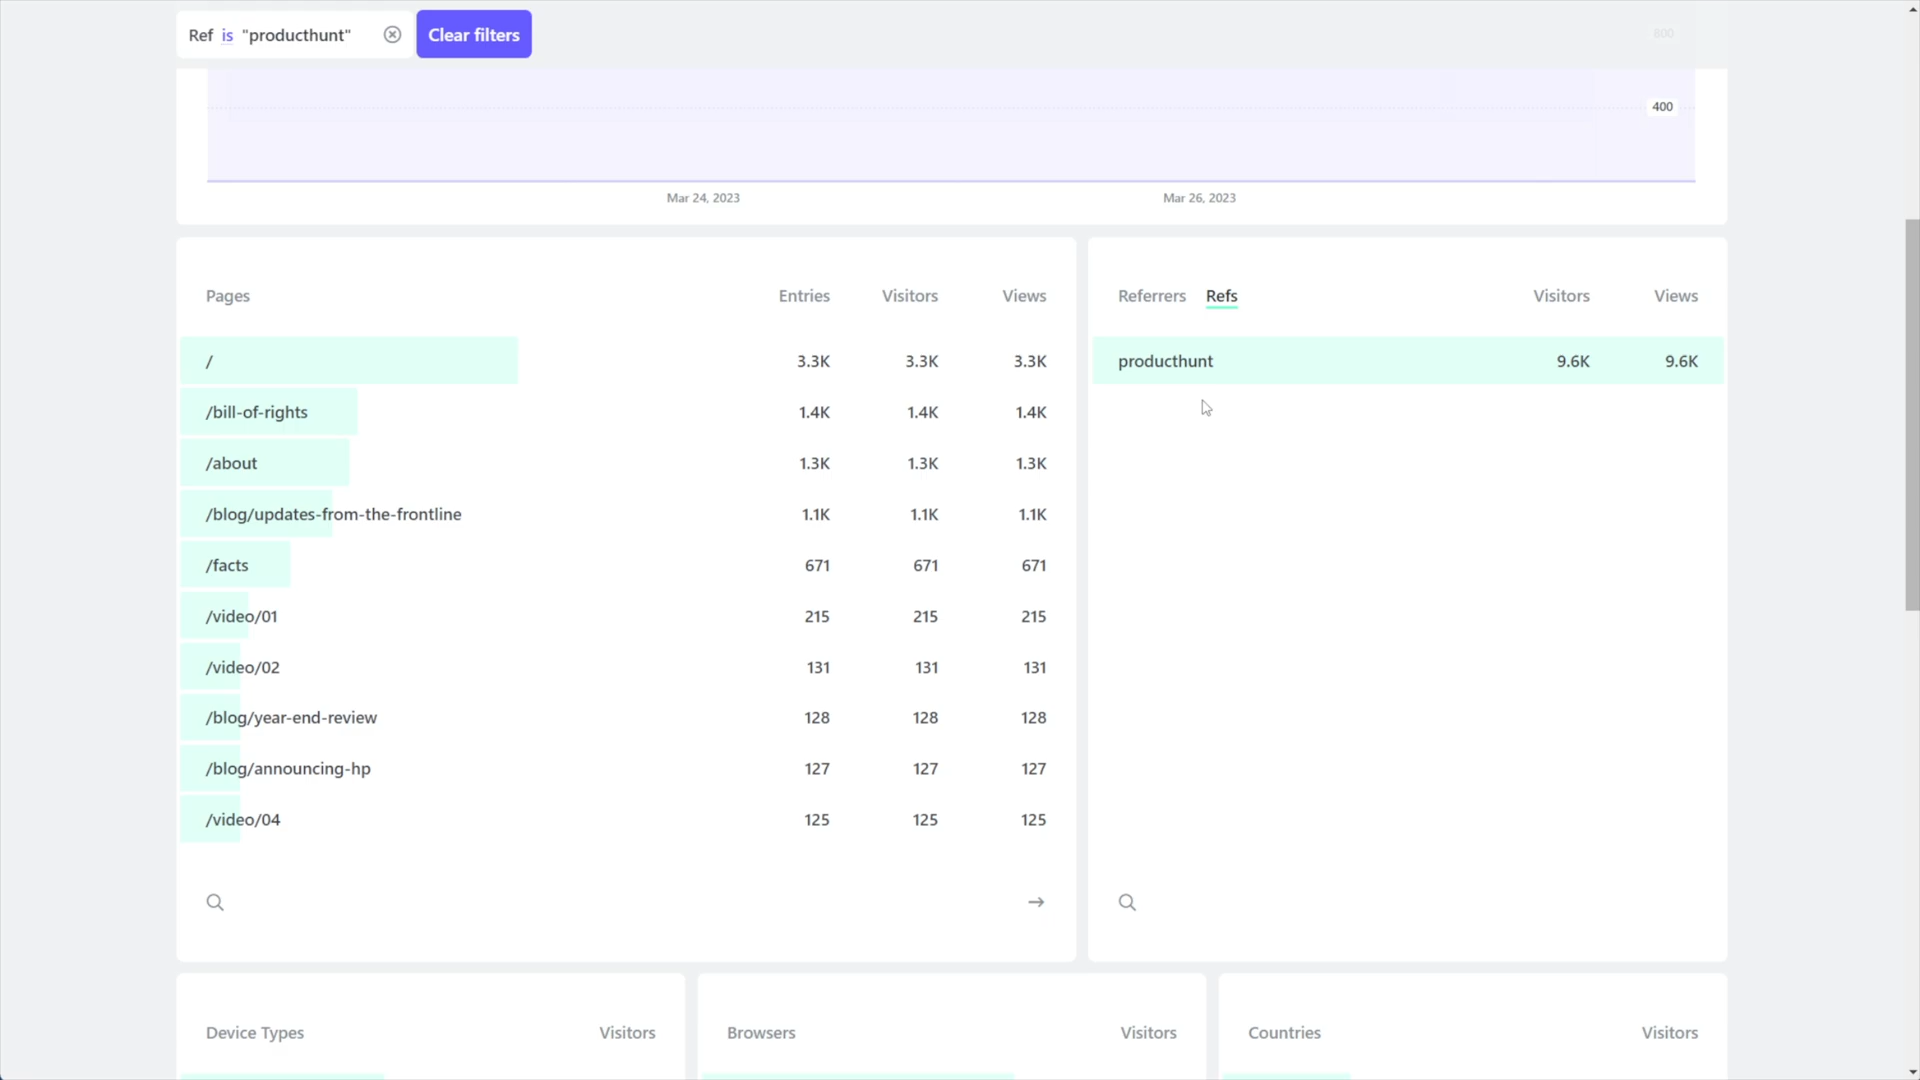 Ref is "producthunt"
Clear filters
800
400
Mar 24, 2023
Mar 26, 2023
Pages Entries Visitors Views
/ 3.3K 3.3K 3.3K
/bill-of-rights 1.4K 1.4K 1.4K
/about 1.3K 1.3K 1.3K
/blog/updates-from-the-frontline 1.1K 1.1K 1.1K
/facts 671 671 671
/video/01 215 215 215
/video/02 131 131 131
/blog/year-end-review 128 128 128
/blog/announcing-hp 127 127 127
/video/04 125 125 125
Referrers Refs Visitors Views
producthunt 9.6K 9.6K
Device Types Visitors
Browsers Visitors
Countries Visitors